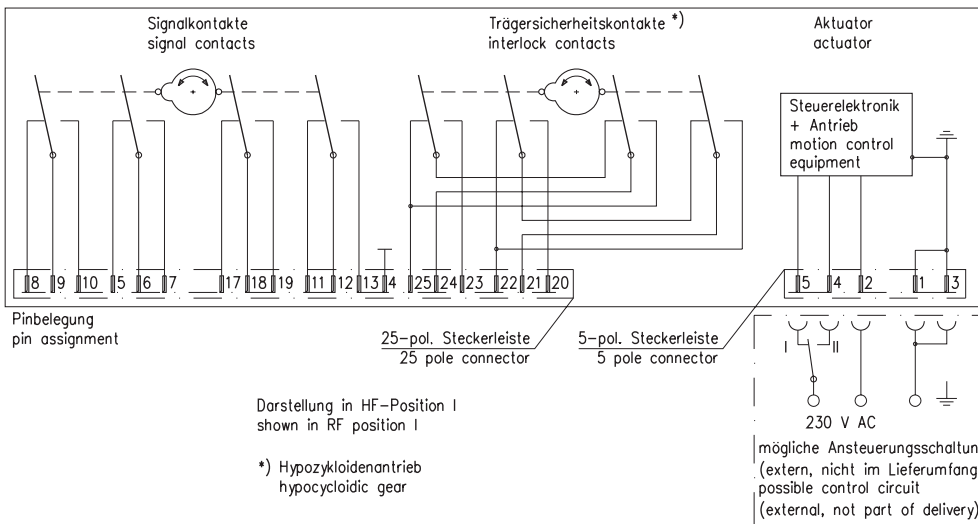 Signalkontakte
signal contacts
Trägersicherheitskontakte *)
interlock contacts
Aktuator
actuator
Steuerelektronik
+ Antrieb
motion control
equipment
8 9 10 5 6 7 17 18 19 11 12 13 4 25 24 23 22 21 20
5 4 2 1 3
Pinbelegung
pin assignment
25-pol. Steckerleiste
25 pole connector
5-pol. Steckerleiste
5 pole connector
I II
230 V AC
Darstellung in HF-Position I
shown in RF position I
*) Hypozykloidenantrieb
hypocycloidic gear
mögliche Ansteuerungsschaltun
(extern, nicht im Lieferumfang
possible control circuit
(external, not part of delivery)